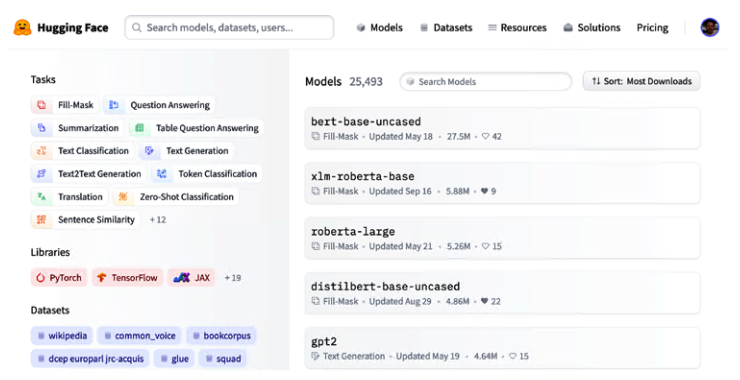 Hugging Face Search models, datasets, users... Models Datasets Resources Solutions Pricing
Tasks
Fill-Mask Question Answering
Summarization Table Question Answering
Text Classification Text Generation
Text2Text Generation Token Classification
Translation Zero-Shot Classification
Sentence Similarity +12
Libraries
PyTorch TensorFlow JAX +19
Datasets
wikipedia common_voice bookcorpus
dcep europarl jrc-acquis glue squad
Models 25,493 Search Models Sort: Most Downloads
bert-base-uncased
Fill-Mask • Updated May 18 • 27.5M • 42
xlm-roberta-base
Fill-Mask • Updated Sep 16 • 5.88M • 9
roberta-large
Fill-Mask • Updated May 21 • 5.26M • 15
distilbert-base-uncased
Fill-Mask • Updated Aug 29 • 4.86M • 22
gpt2
Text Generation • Updated May 19 • 4.64M • 15